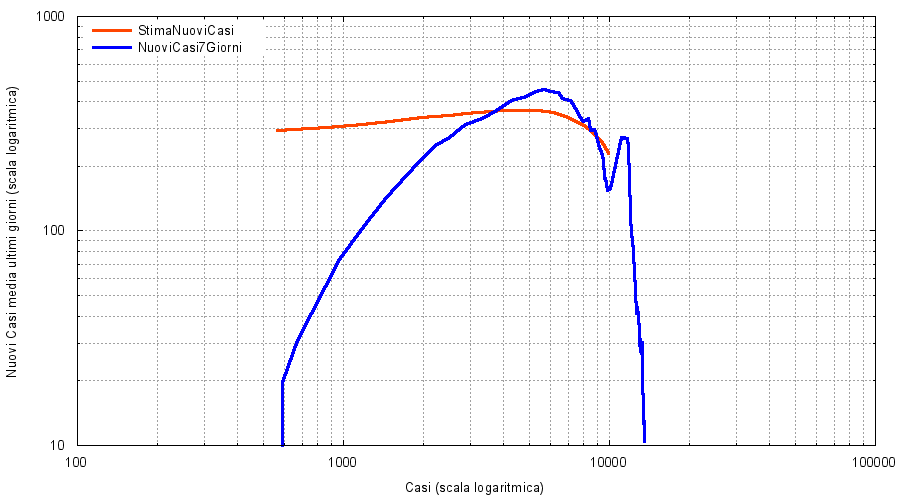 1000
StimaNuoviCasi
NuoviCasi7Giorni
Nuovi Casi media ultimi giorni (scala logaritmica)
100
10
100
1000
10000
100000
Casi (scala logaritmica)